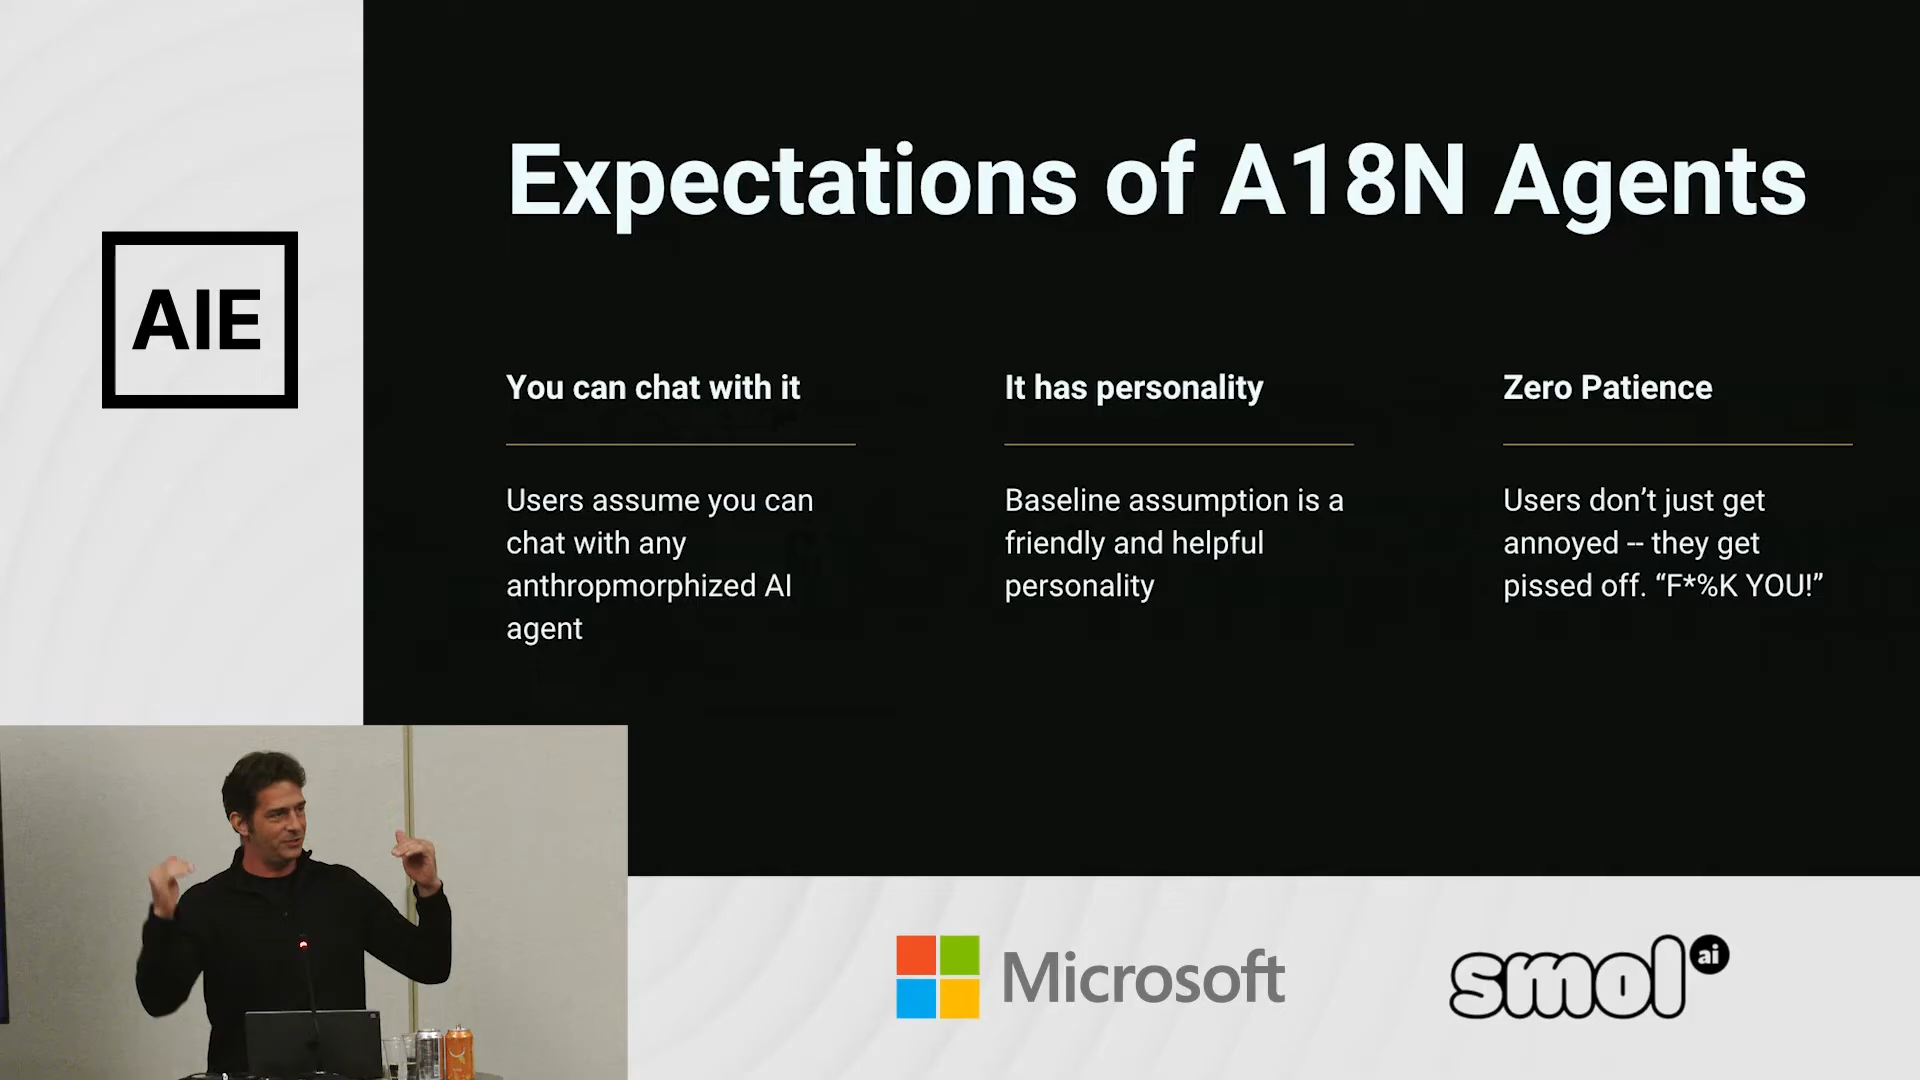 Expectations of A18N Agents
AIE
You can chat with it
Users assume you can
chat with any
anthropmorphized AI
agent
It has personality
Baseline assumption is a
friendly and helpful
personality
Zero Patience
Users don’t just get
annoyed -- they get
pissed off. “F*%K YOU!”
Microsoft
smol ai